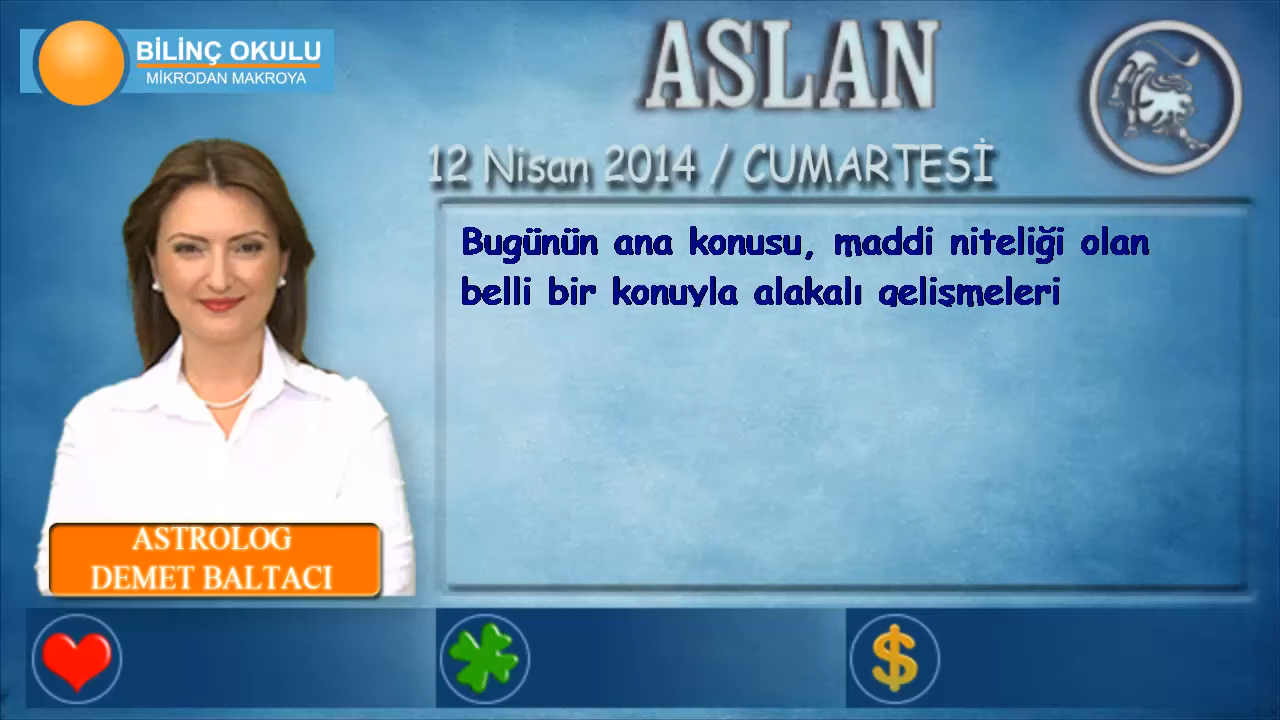 BİLİNÇ OKULU
MİKRODAN MAKROYA
ASLAN
12 Nisan 2014 / CUMARTESİ
Bugünün ana konusu, maddi niteliği olan
belli bir konuyla alakalı gelişmeleri
ASTROLOG
DEMET BALTACI
$